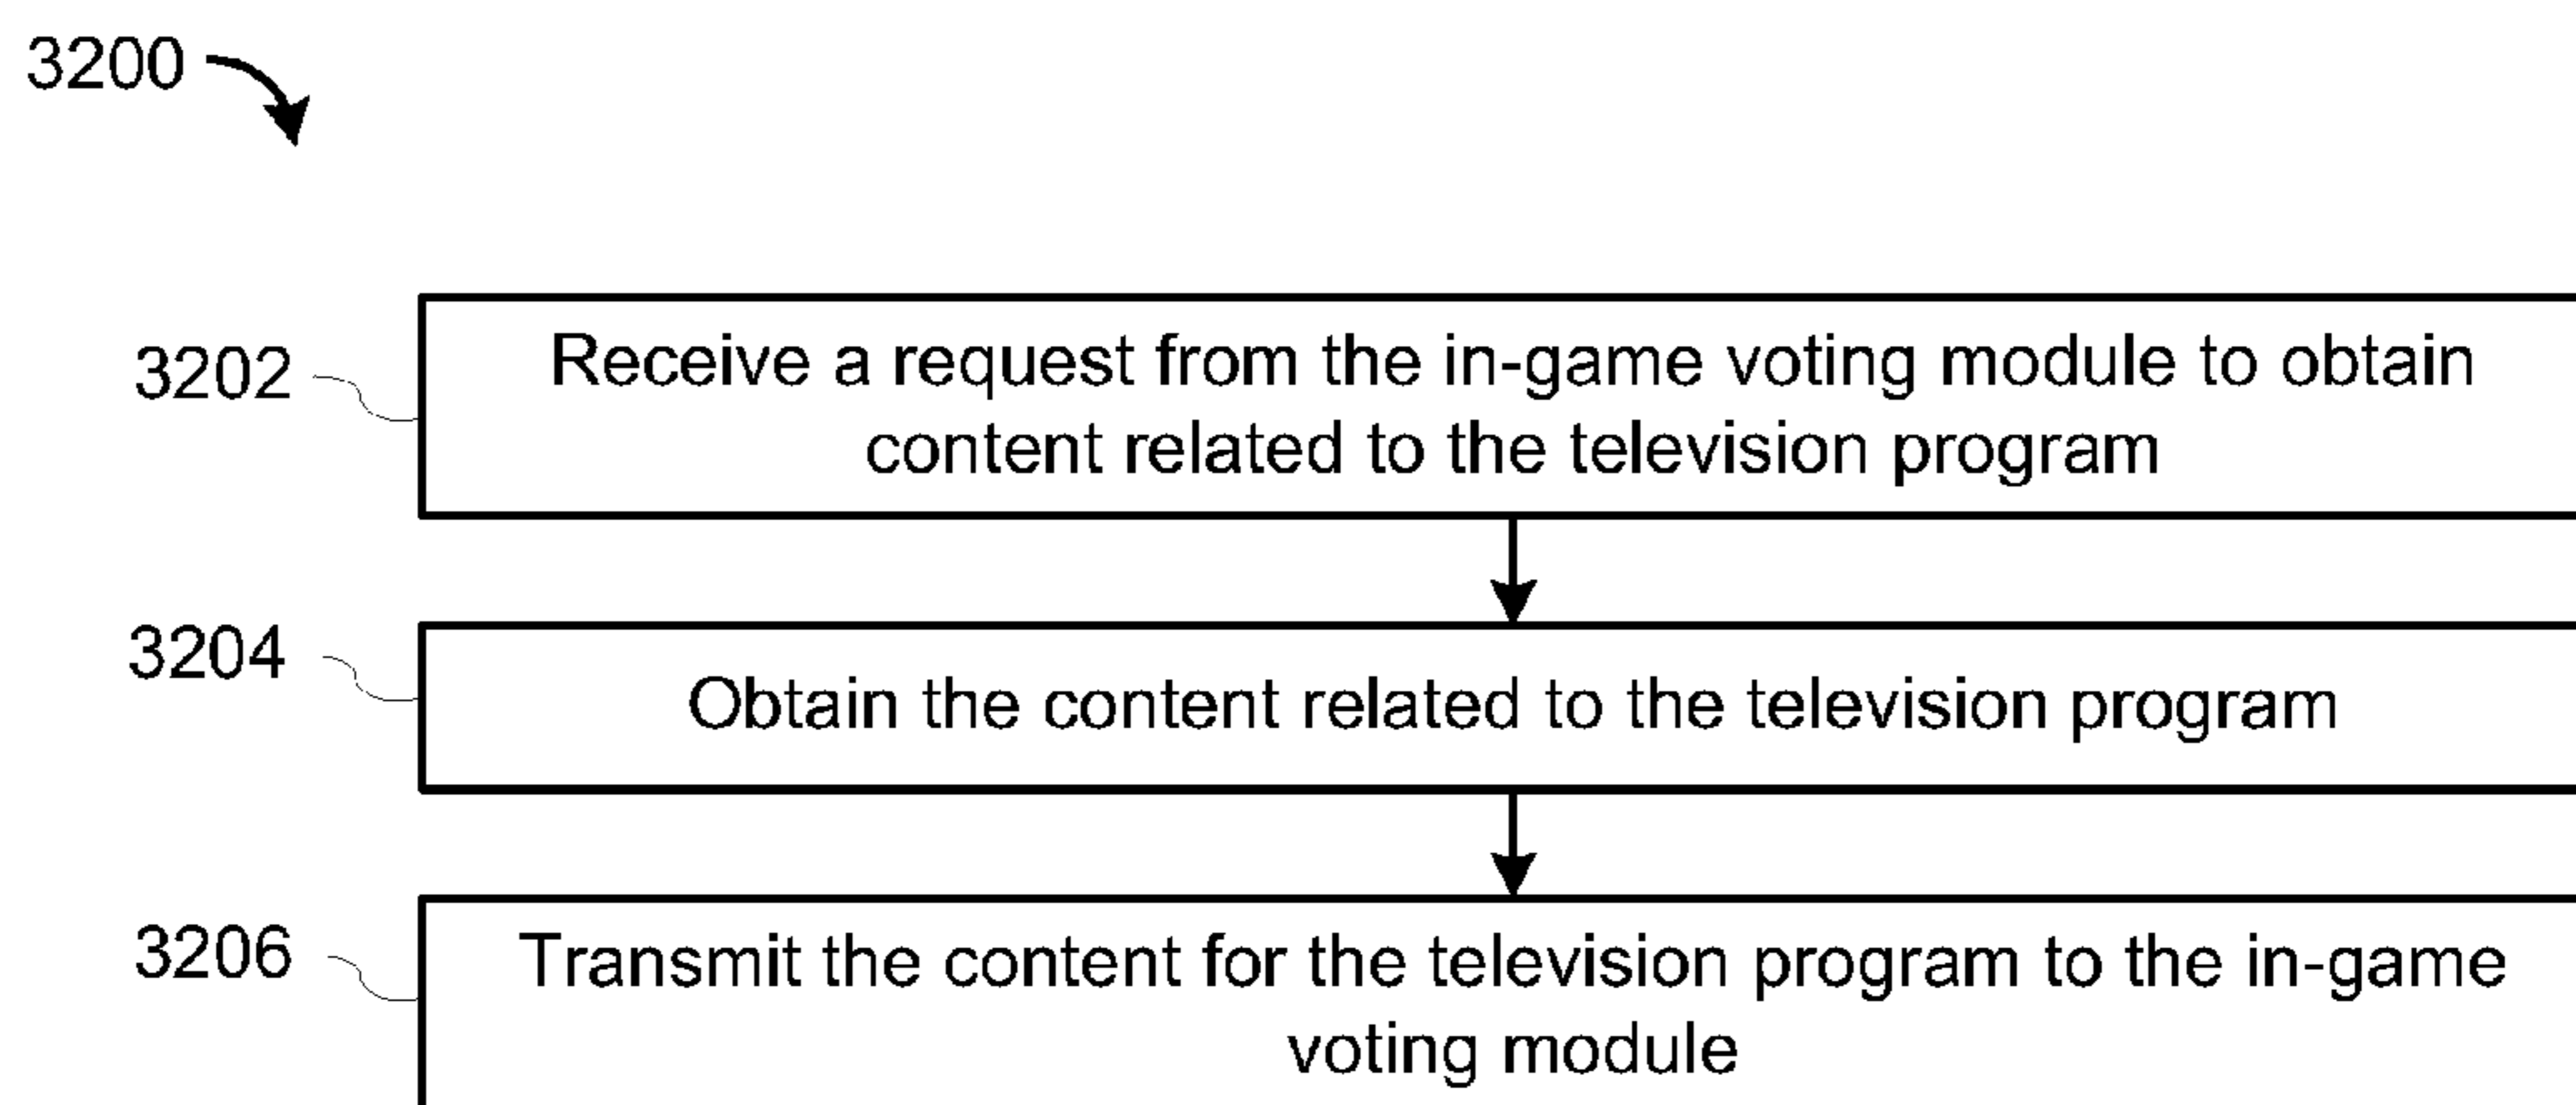 3200
3202
Receive a request from the in-game voting module to obtain
content related to the television program
3204
Obtain the content related to the television program
3206
Transmit the content for the television program to the in-game
voting module